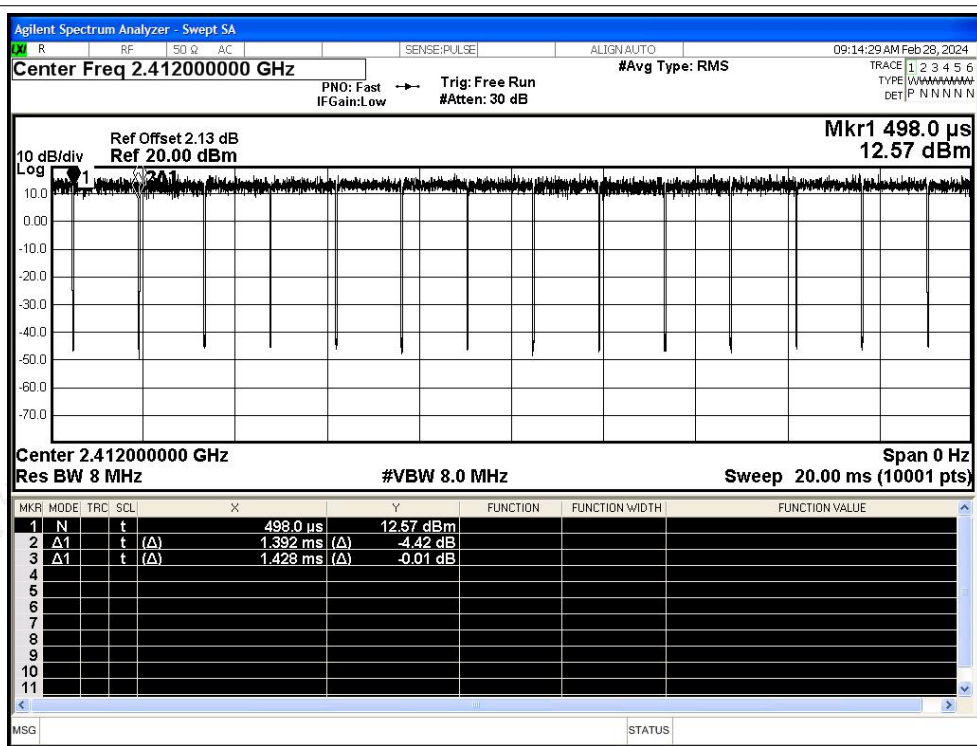 Agilent Spectrum Analyzer - Swept SA
LXI R RF 50 Ω AC SENSE:PULSE ALIGN AUTO 09:14:29 AM Feb 28, 2024
Center Freq 2.412000000 GHz #Avg Type: RMS TRACE 1 2 3 4 5 6
PNO: Fast Trig: Free Run TYPE WWWWWW
IFGain:Low #Atten: 30 dB DET P N N N N N
Mkr1 498.0 µs
12.57 dBm
Ref Offset 2.13 dB
10 dB/div Ref 20.00 dBm
Log
1
3Δ1
10.0
0.00
-10.0
-20.0
-30.0
-40.0
-50.0
-60.0
-70.0
Center 2.412000000 GHz Span 0 Hz
Res BW 8 MHz #VBW 8.0 MHz Sweep 20.00 ms (10001 pts)
MKR MODE TRC SCL X Y FUNCTION FUNCTION WIDTH FUNCTION VALUE
1 N t 498.0 µs 12.57 dBm
2 Δ1 t (Δ) 1.392 ms (Δ) -4.42 dB
3 Δ1 t (Δ) 1.428 ms (Δ) -0.01 dB
4
5
6
7
8
9
10
11
MSG STATUS